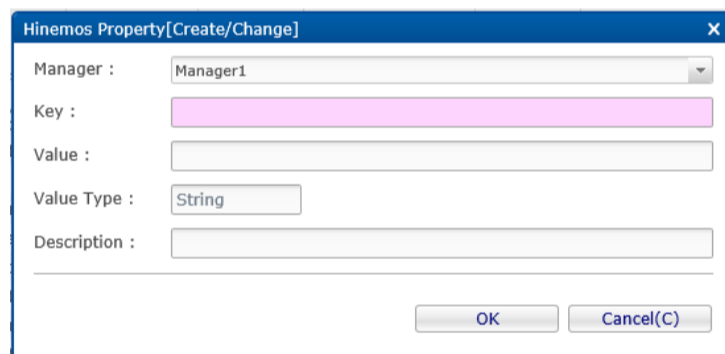 Hinemos Property[Create/Change]
Manager : Manager1
Key :
Value :
Value Type : String
Description :
OK Cancel(C)